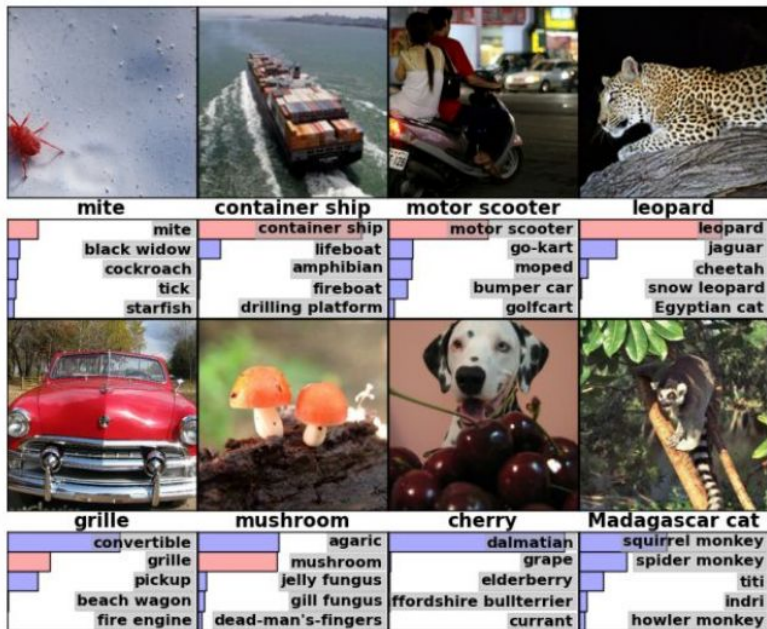 mite
container ship
motor scooter
leopard
mite
black widow
cockroach
tick
starfish
container ship
lifeboat
amphibian
fireboat
drilling platform
motor scooter
go-kart
moped
bumper car
golfcart
leopard
jaguar
cheetah
snow leopard
Egyptian cat
grille
mushroom
cherry
Madagascar cat
convertible
grille
pickup
beach wagon
fire engine
agaric
mushroom
jelly fungus
gill fungus
dead-man's-fingers
dalmatian
grape
elderberry
ffordshire bullterrier
currant
squirrel monkey
spider monkey
titi
indri
howler monkey